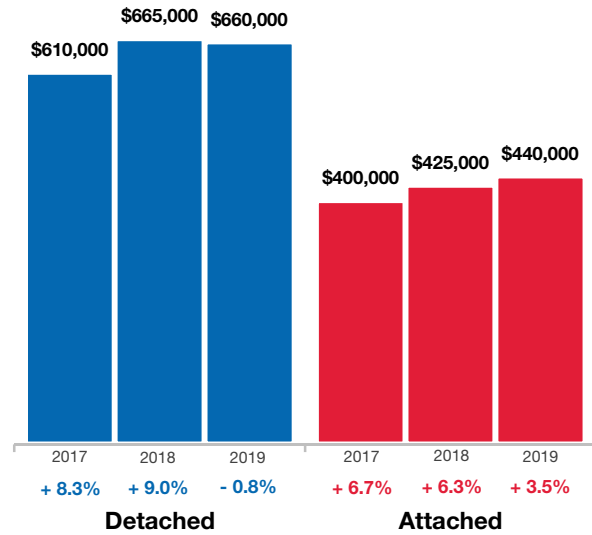 $610,000
$665,000
$660,000
$400,000
$425,000
$440,000
2017 2018 2019 2017 2018 2019
+ 8.3% + 9.0% - 0.8% + 6.7% + 6.3% + 3.5%
Detached Attached